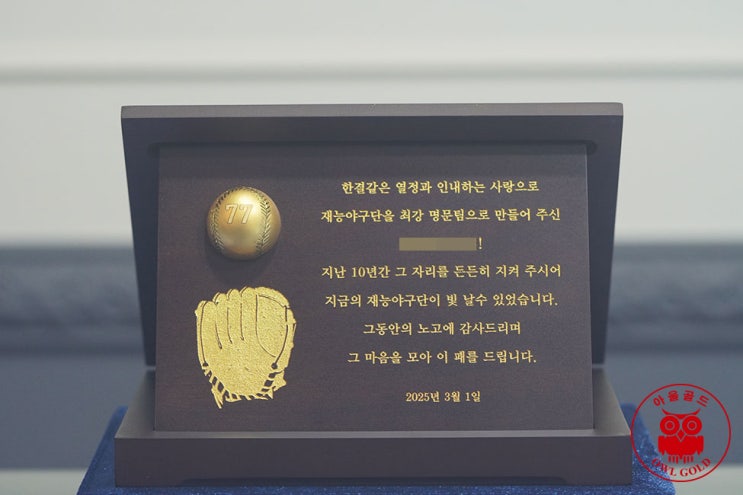 77
한결같은 열정과 인내하는 사랑으로
재능야구단을 최강 명문팀으로 만들어 주신
!
지난 10년간 그 자리를 든든히 지켜 주시어
지금의 재능야구단이 빛 날수 있었습니다.
그동안의 노고에 감사드리며
그 마음을 모아 이 패를 드립니다.
2025년 3월 1일
아울골드
OWL GOLD